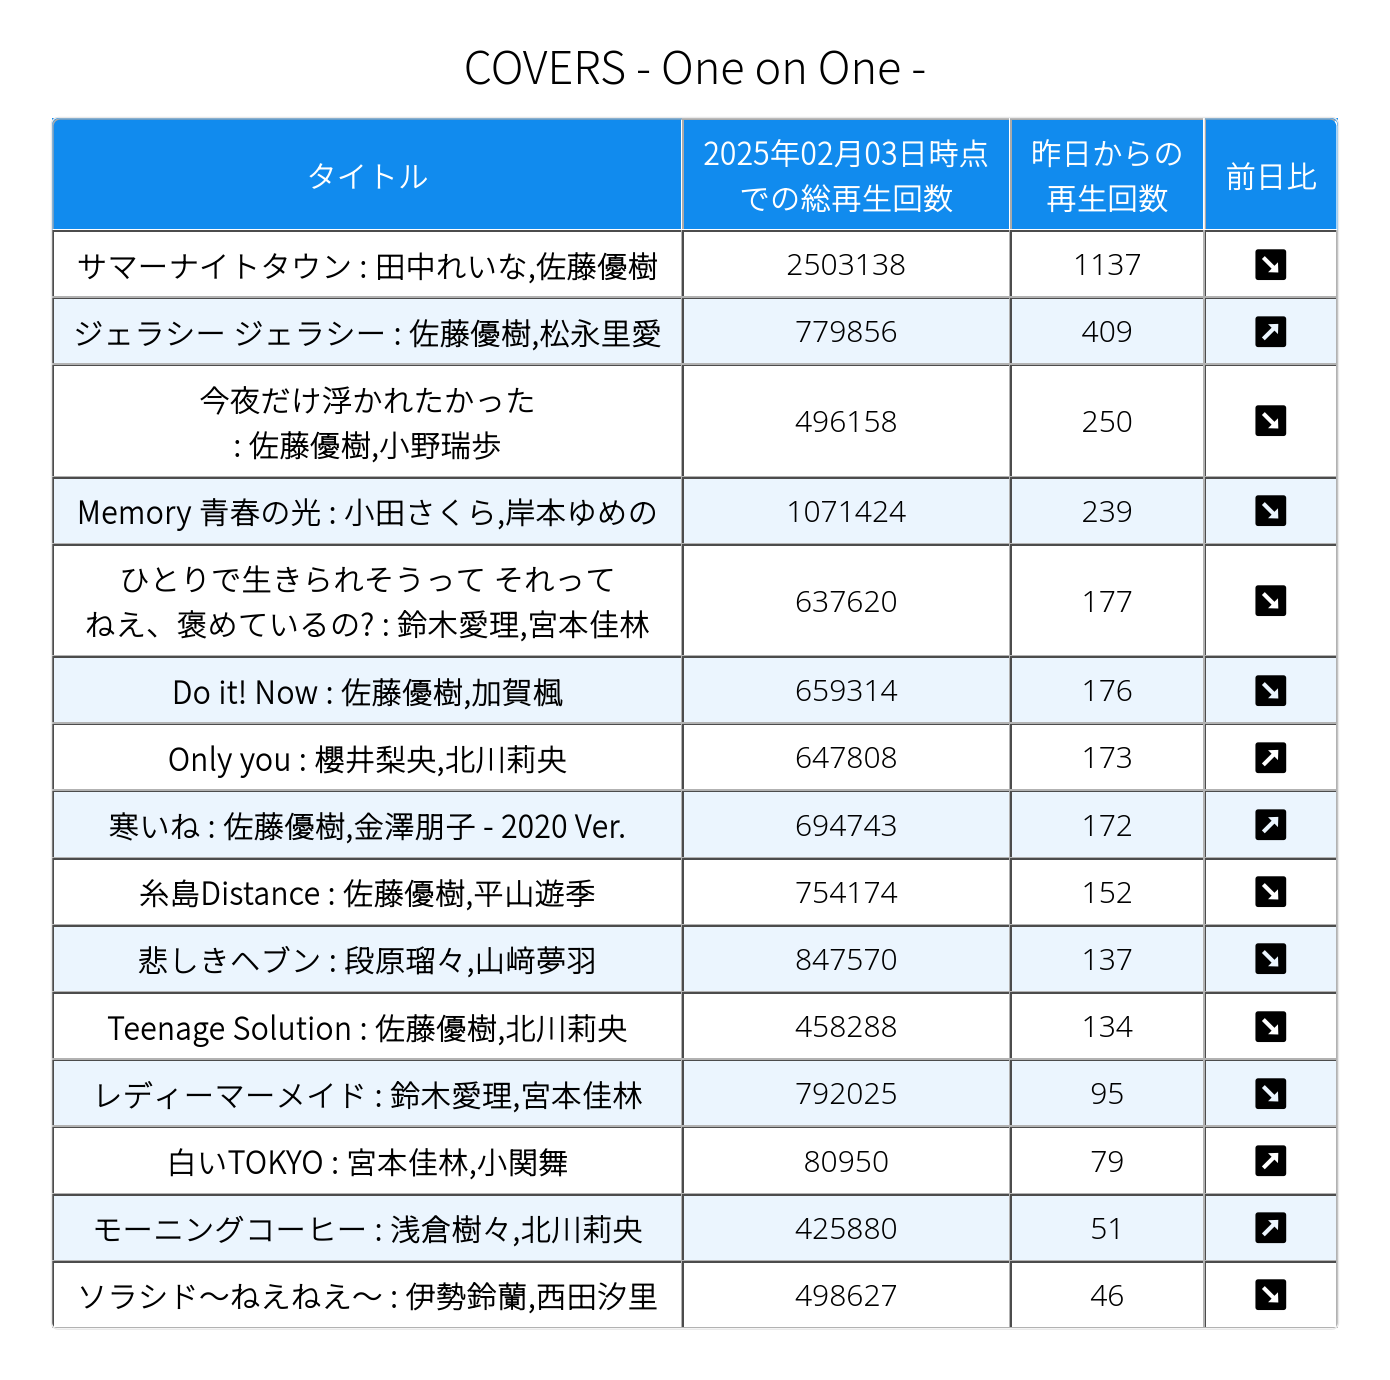 COVERS - One on One -
タイトル
2025年02月03日時点
での総再生回数
昨日からの
再生回数
前日比
サマーナイトタウン : 田中れいな,佐藤優樹
2503138
1137
ジェラシー ジェラシー : 佐藤優樹,松永里愛
779856
409
今夜だけ浮かれたかった
: 佐藤優樹,小野瑞歩
496158
250
Memory 青春の光 : 小田さくら,岸本ゆめの
1071424
239
ひとりで生きられそうって それって
ねえ、褒めているの? : 鈴木愛理,宮本佳林
637620
177
Do it! Now : 佐藤優樹,加賀楓
659314
176
Only you : 櫻井梨央,北川莉央
647808
173
寒いね : 佐藤優樹,金澤朋子 - 2020 Ver.
694743
172
糸島Distance : 佐藤優樹,平山遊季
754174
152
悲しきヘブン : 段原瑠々,山﨑夢羽
847570
137
Teenage Solution : 佐藤優樹,北川莉央
458288
134
レディーマーメイド : 鈴木愛理,宮本佳林
792025
95
白いTOKYO : 宮本佳林,小関舞
80950
79
モーニングコーヒー : 浅倉樹々,北川莉央
425880
51
ソラシド～ねえねえ～ : 伊勢鈴蘭,西田汐里
498627
46